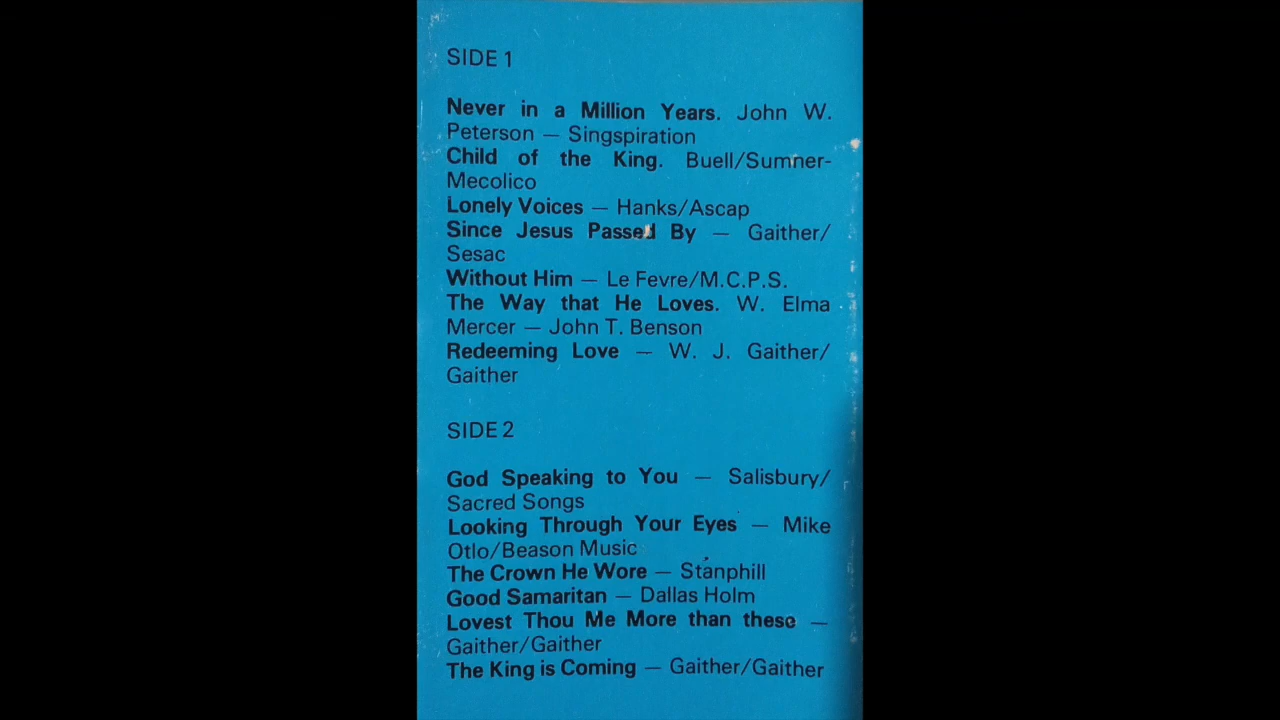 SIDE 1
Never in a Million Years. John W.
Peterson — Singspiration
Child of the King. Buell/Sumner-
Mecolico
Lonely Voices — Hanks/Ascap
Since Jesus Passed By — Gaither/
Sesac
Without Him — Le Fevre/M.C.P.S.
The Way that He Loves. W. Elma
Mercer — John T. Benson
Redeeming Love — W. J. Gaither/
Gaither
SIDE 2
God Speaking to You — Salisbury/
Sacred Songs
Looking Through Your Eyes — Mike
Otlo/Beason Music
The Crown He Wore — Stanphill
Good Samaritan — Dallas Holm
Lovest Thou Me More than these —
Gaither/Gaither
The King is Coming — Gaither/Gaither